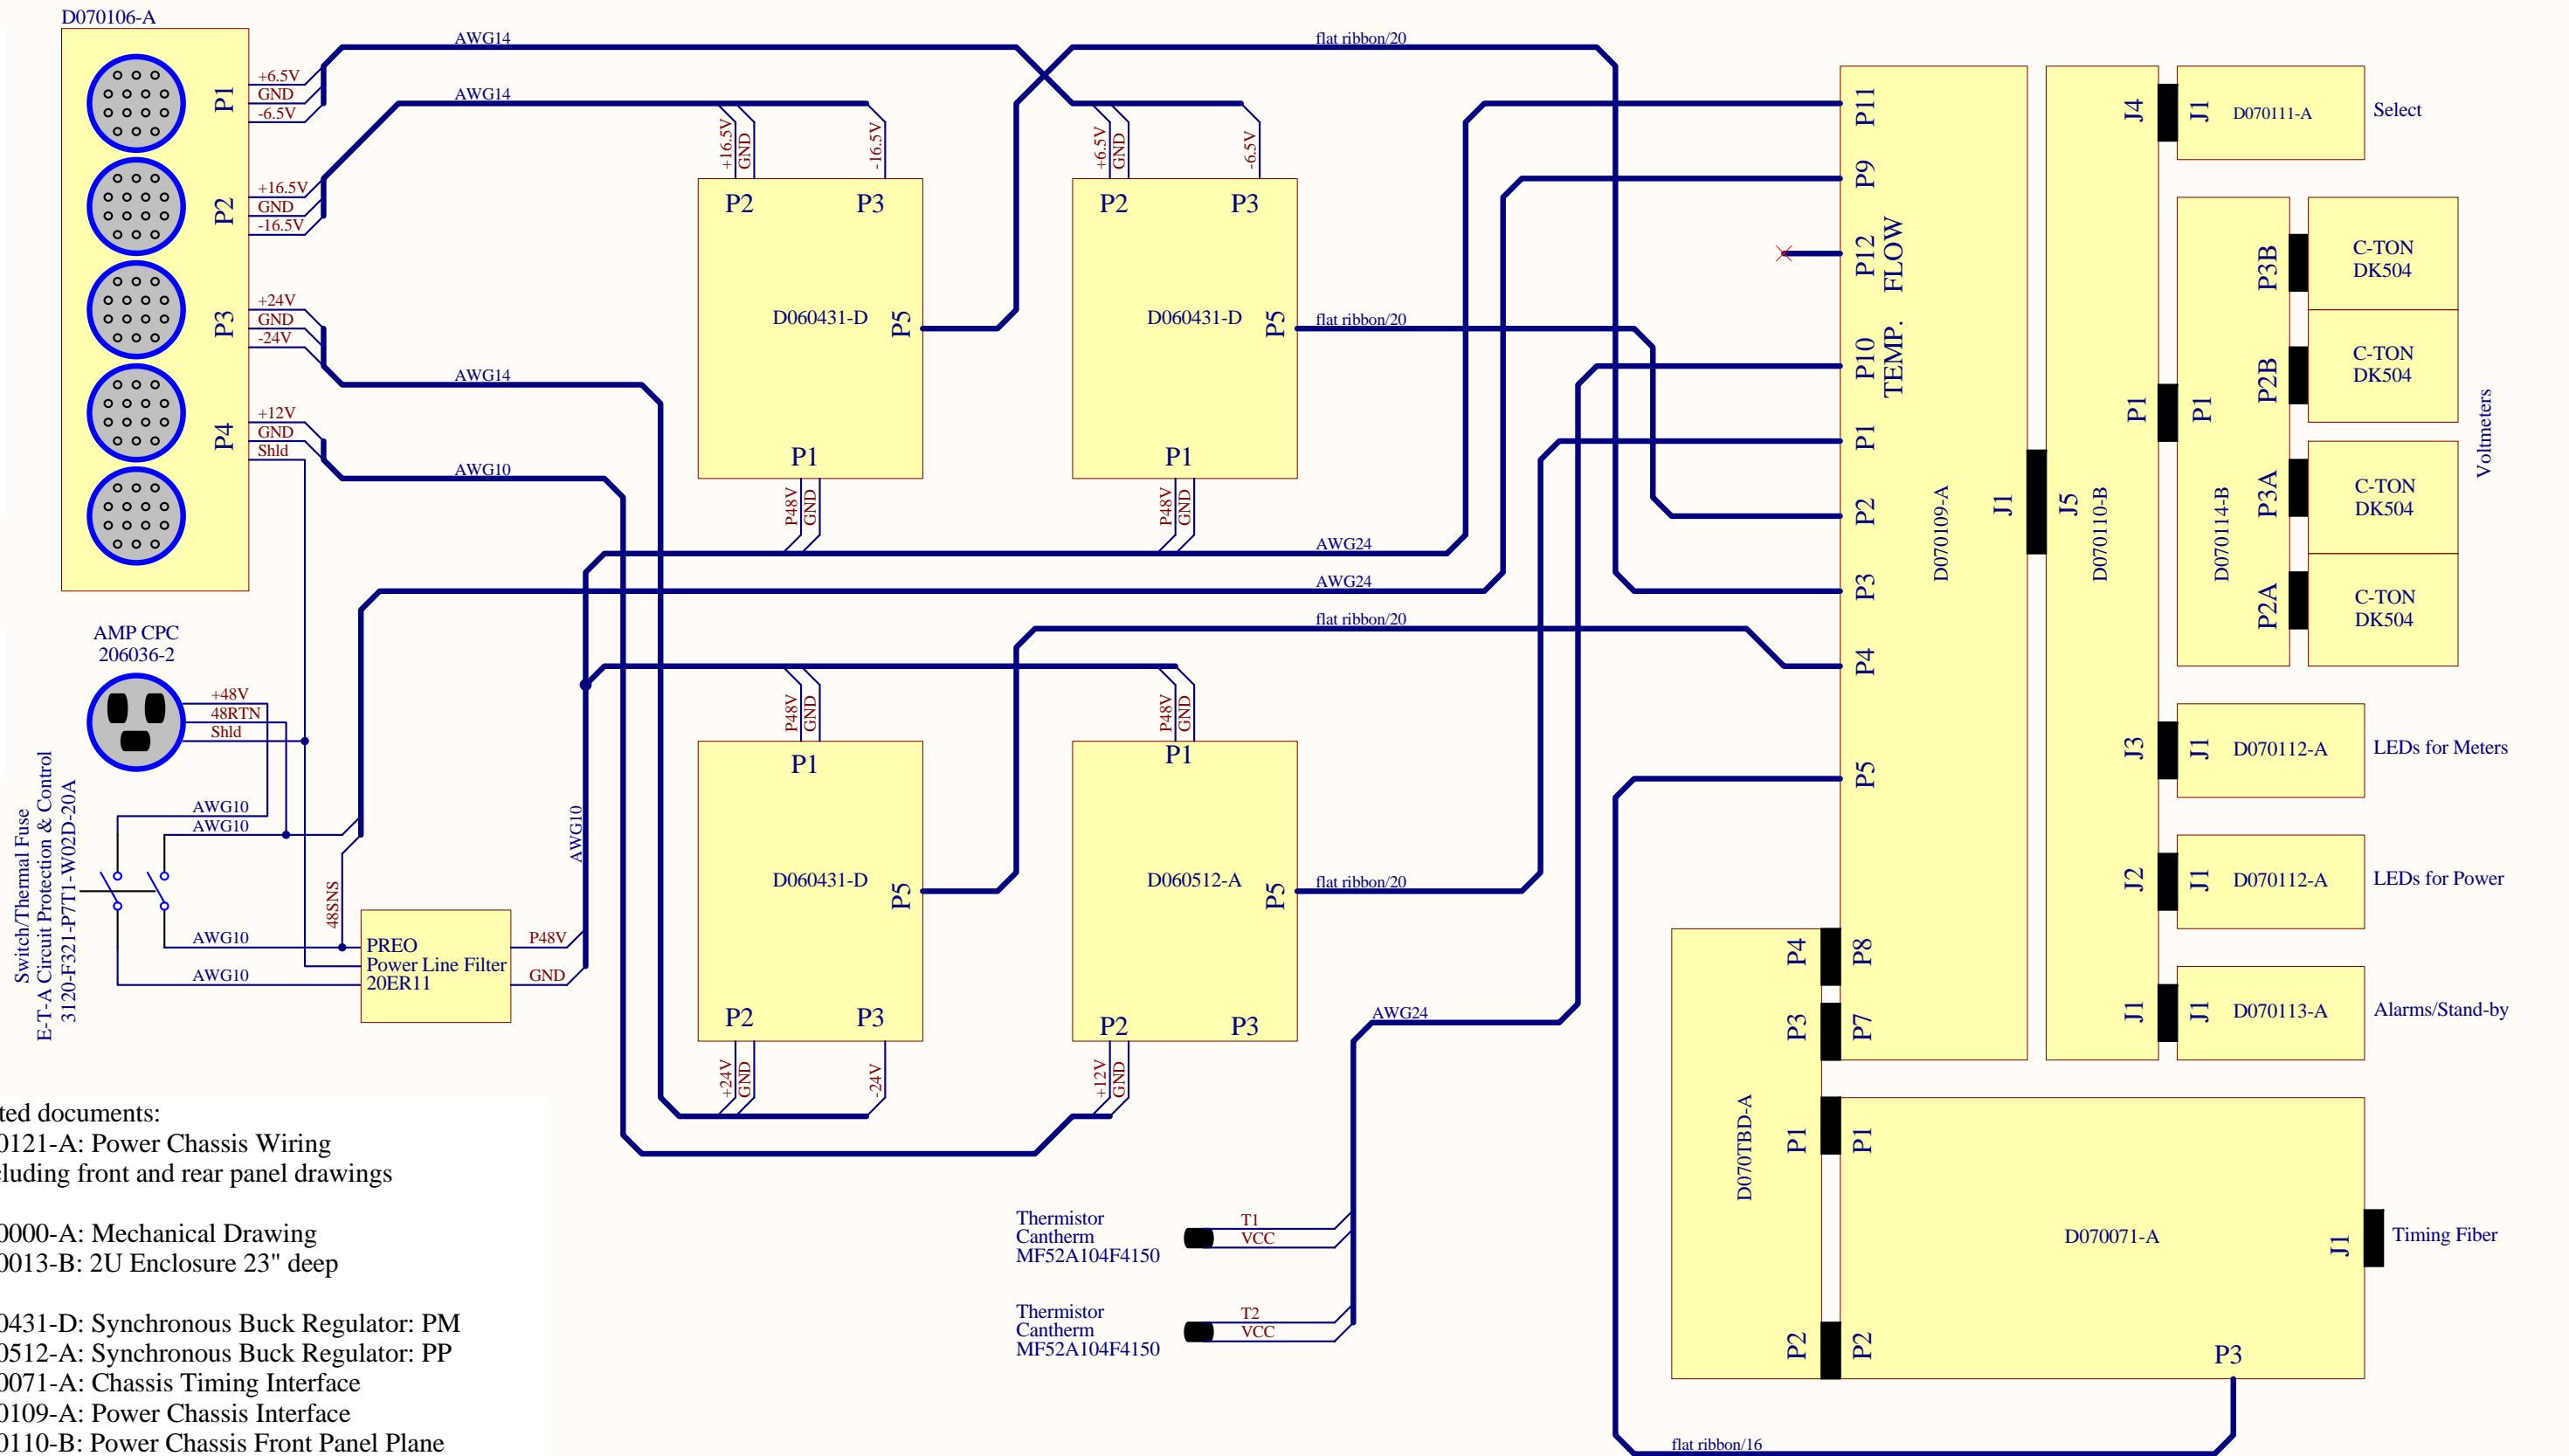 D070106-A
P1
+6.5V
GND
-6.5V
P2
+16.5V
GND
-16.5V
P3
+24V
GND
-24V
P4
+12V
GND
Shld
AWG14
AWG14
AWG14
AWG10
AMP CPC
206036-2
+48V
48RTN
Shld
Switch/Thermal Fuse
E-T-A Circuit Protection & Control
3120-F321-P7T1-W02D-20A
AWG10
AWG10
AWG10
AWG10
48SNS
PREO
Power Line Filter
20ER11
P48V
GND
AWG10
+16.5V
GND
-16.5V
P2
P3
D060431-D
P5
P1
P48V
GND
+6.5V
GND
-6.5V
P2
P3
D060431-D
P5
P1
P48V
GND
flat ribbon/20
flat ribbon/20
AWG24
AWG24
flat ribbon/20
P48V
GND
P1
D060431-D
P5
P2
P3
+24V
GND
-24V
P48V
GND
P1
D060512-A
P5
P2
P3
+12V
GND
flat ribbon/20
AWG24
Thermistor
Cantherm
MF52A104F4150
T1
VCC
Thermistor
Cantherm
MF52A104F4150
T2
VCC
P11
P9
P12
FLOW
P10
TEMP.
P1
P2
P3
P4
P5
P8
P7
D070109-A
J1
J5
D070110-B
J4
P1
J3
J2
J1
J1
D070111-A
Select
P1
D070114-B
P3B
P2B
P3A
P2A
C-TON
DK504
C-TON
DK504
C-TON
DK504
C-TON
DK504
Voltmeters
J1
D070112-A
LEDs for Meters
J1
D070112-A
LEDs for Power
J1
D070113-A
Alarms/Stand-by
P4
P3
D070TBD-A
P1
P2
P1
P2
D070071-A
J1
Timing Fiber
P3
flat ribbon/16
ted documents:
0121-A: Power Chassis Wiring
cluding front and rear panel drawings
0000-A: Mechanical Drawing
0013-B: 2U Enclosure 23" deep
0431-D: Synchronous Buck Regulator: PM
0512-A: Synchronous Buck Regulator: PP
0071-A: Chassis Timing Interface
0109-A: Power Chassis Interface
0110-B: Power Chassis Front Panel Plane